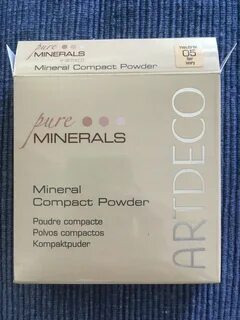 pure
MINERALS
Mineral Compact Powder
05
pure
MINERALS
Mineral
Compact Powder
Poudre compacte
Polvos compactos
Kompaktpuder
ARTDECO